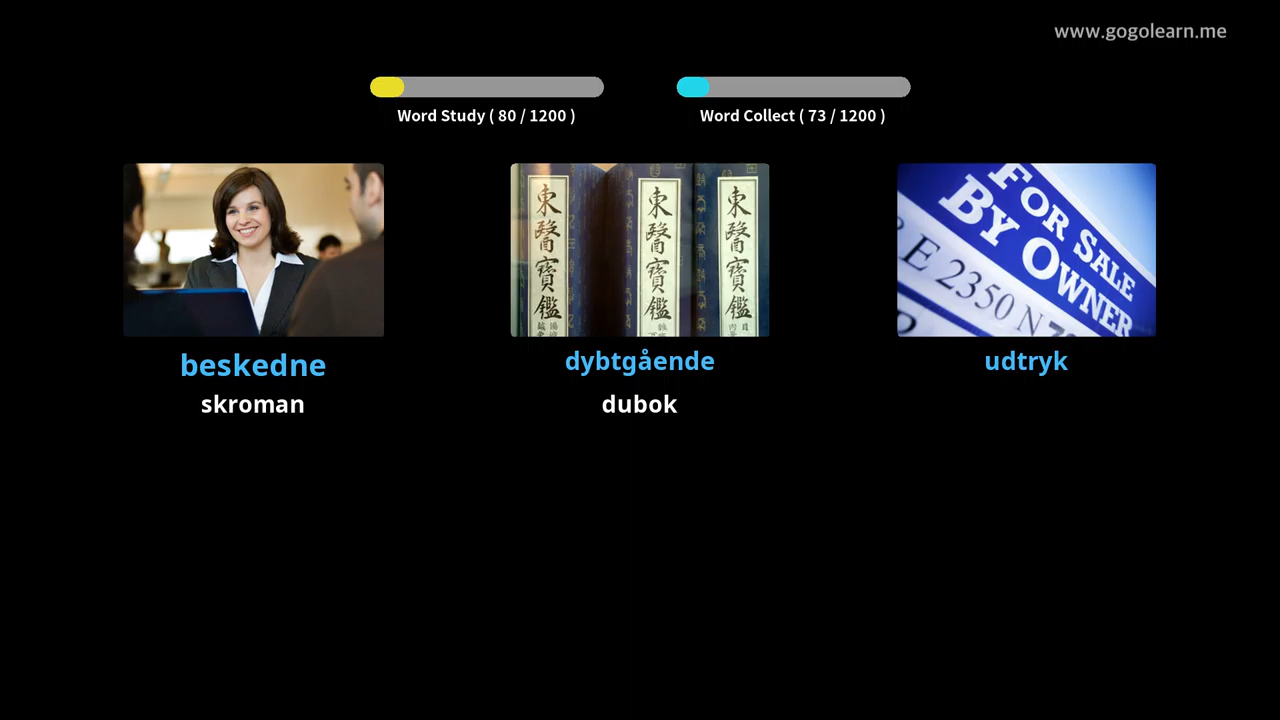 www.gogolearn.me
Word Study ( 80 / 1200 )
Word Collect ( 73 / 1200 )
東醫寶鑑
東醫寶鑑
東醫寶鑑
FOR SALE
BY OWNER
E 2350 N
beskedne
dybtgående
udtryk
skroman
dubok